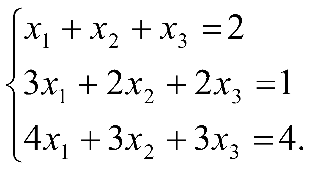 x₁ + x₂ + x₃ = 2
3x₁ + 2x₂ + 2x₃ = 1
4x₁ + 3x₂ + 3x₃ = 4.